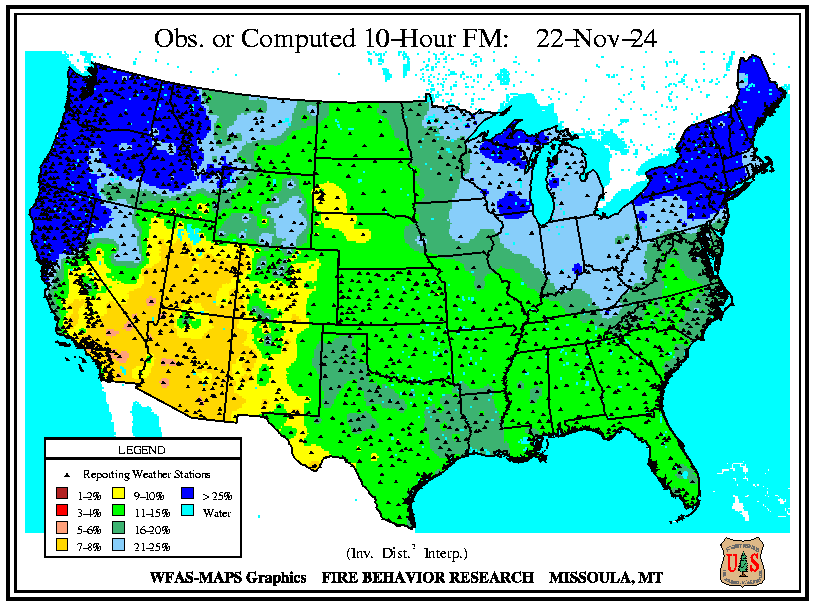 Obs. or Computed 10-Hour FM: 22-Nov-24
LEGEND
Reporting Weather Stations
1-2% 9-10% > 25%
3-4% 11-15% Water
5-6% 16-20%
7-8% 21-25%
(Inv. Dist.² Interp.)
WFAS-MAPS Graphics FIRE BEHAVIOR RESEARCH MISSOULA, MT
U S